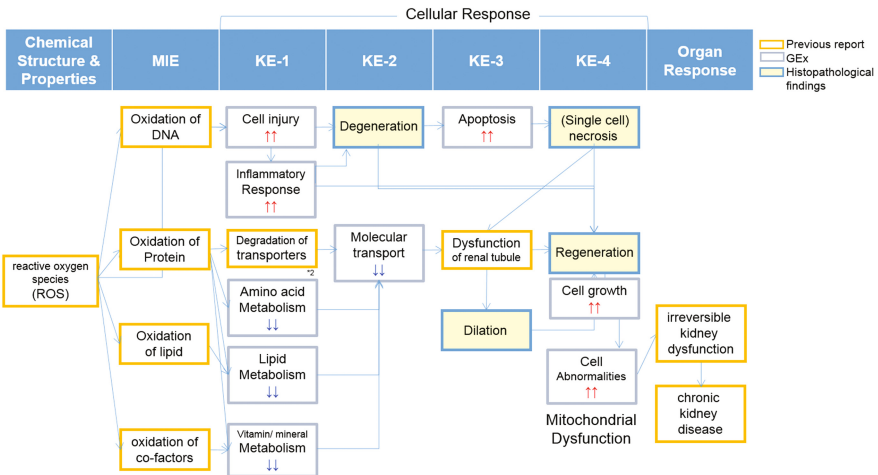 Cellular Response
Chemical
Structure &
Properties
MIE
KE-1
KE-2
KE-3
KE-4
Organ
Response
Previous report
GEx
Histopathological
findings
Oxidation of
DNA
Cell injury
↑↑
Degeneration
Apoptosis
↑↑
(Single cell)
necrosis
Inflammatory
Response
↑↑
reactive oxygen
species
(ROS)
Oxidation of
Protein
Degradation of
transporters
*2
Molecular
transport
↓↓
Dysfunction
of renal tubule
Regeneration
Amino acid
Metabolism
↓↓
Cell growth
↑↑
Oxidation
of lipid
Lipid
Metabolism
↓↓
Dilation
irreversible
kidney
dysfunction
Cell
Abnormalities
↑↑
Mitochondrial
Dysfunction
chronic
kidney
disease
oxidation of
co-factors
Vitamin/ mineral
Metabolism
↓↓